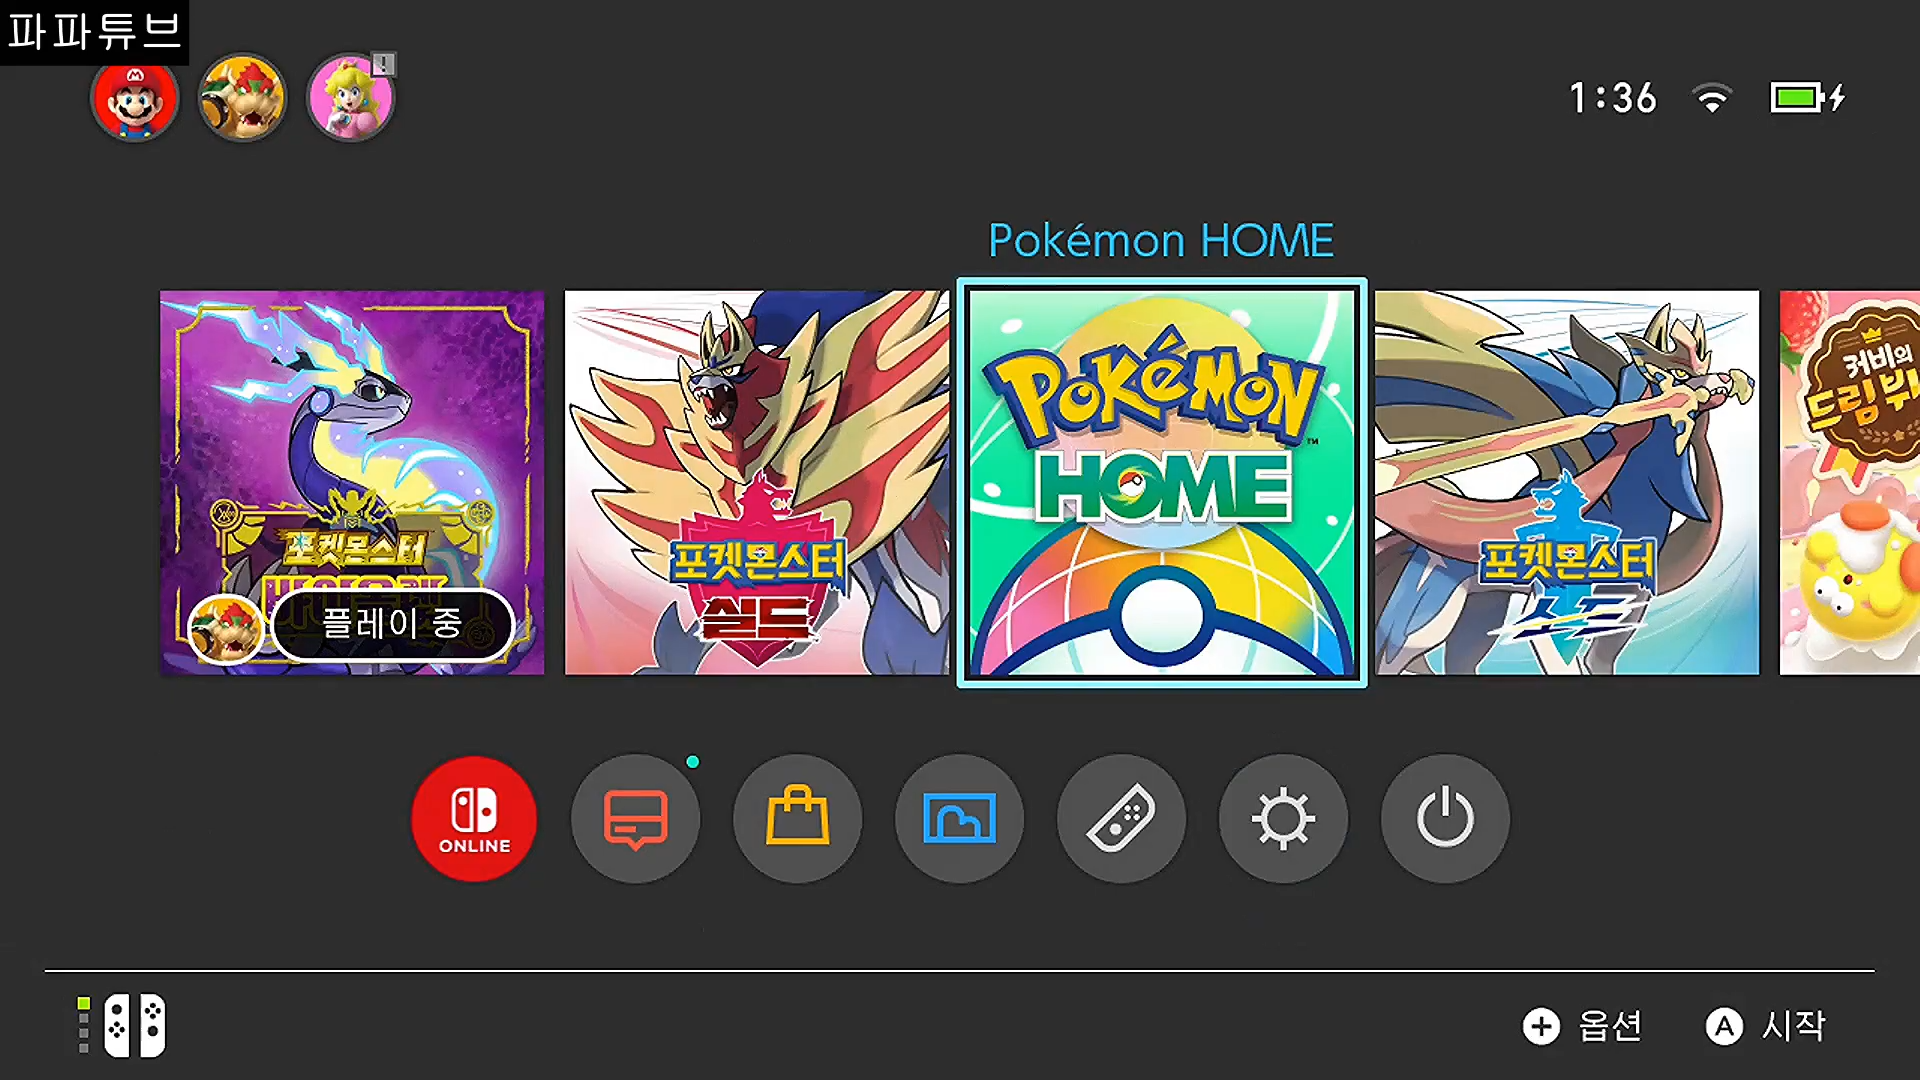 파파튜브
1:36
Pokémon HOME
포켓몬스터
플레이 중
포켓몬스터
실드
POKéMON
HOME
포켓몬스터
소드
커비의
드림
ONLINE
옵션
시작